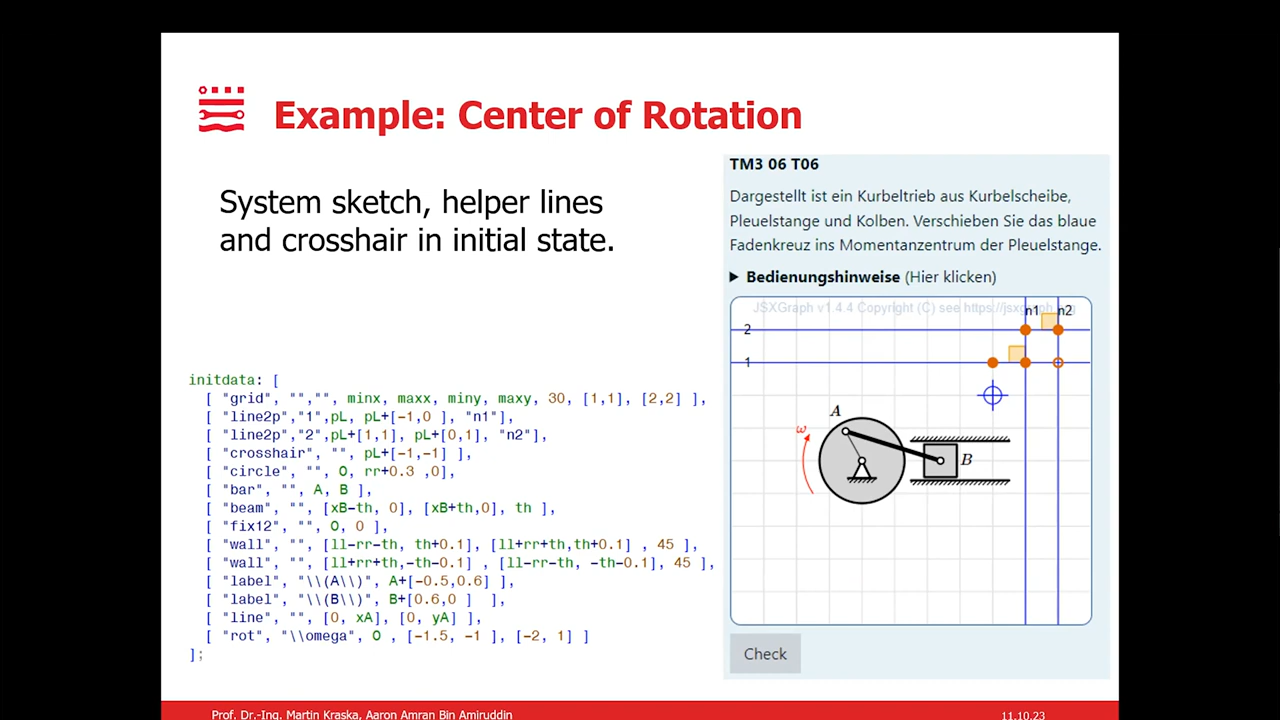 Example: Center of Rotation
System sketch, helper lines
and crosshair in initial state.
initdata: [
[ "grid", "","", minx, maxx, miny, maxy, 30, [1,1], [2,2] ],
[ "line2p","1",pL, pL+[-1,0 ], "n1"],
[ "line2p","2",pL+[1,1], pL+[0,1], "n2"],
[ "crosshair", "", pL+[-1,-1] ],
[ "circle", "", O, rr+0.3 ,0],
[ "bar", "", A, B ],
[ "beam", "", [xB-th, 0], [xB+th,0], th ],
[ "fix12", "", O, 0 ],
[ "wall", "", [ll-rr-th, th+0.1], [ll+rr+th,th+0.1] , 45 ],
[ "wall", "", [ll+rr+th,-th-0.1] , [ll-rr-th, -th-0.1], 45 ],
[ "label", "\\(A\\)", A+[-0.5,0.6] ],
[ "label", "\\(B\\)", B+[0.6,0 ]  ],
[ "line", "", [0, xA], [0, yA] ],
[ "rot", "\\omega", O , [-1.5, -1 ], [-2, 1] ]
];
TM3 06 T06
Dargestellt ist ein Kurbeltrieb aus Kurbelscheibe,
Pleuelstange und Kolben. Verschieben Sie das blaue
Fadenkreuz ins Momentanzentrum der Pleuelstange.
▶ Bedienungshinweise (Hier klicken)
JSXGraph v1.4.4 Copyright (C) see https://jsxgraph.org
n1 n2
2
1
A
ω
B
Check
Prof. Dr.-Ing. Martin Kraska, Aaron Amran Bin Amiruddin
11.10.23